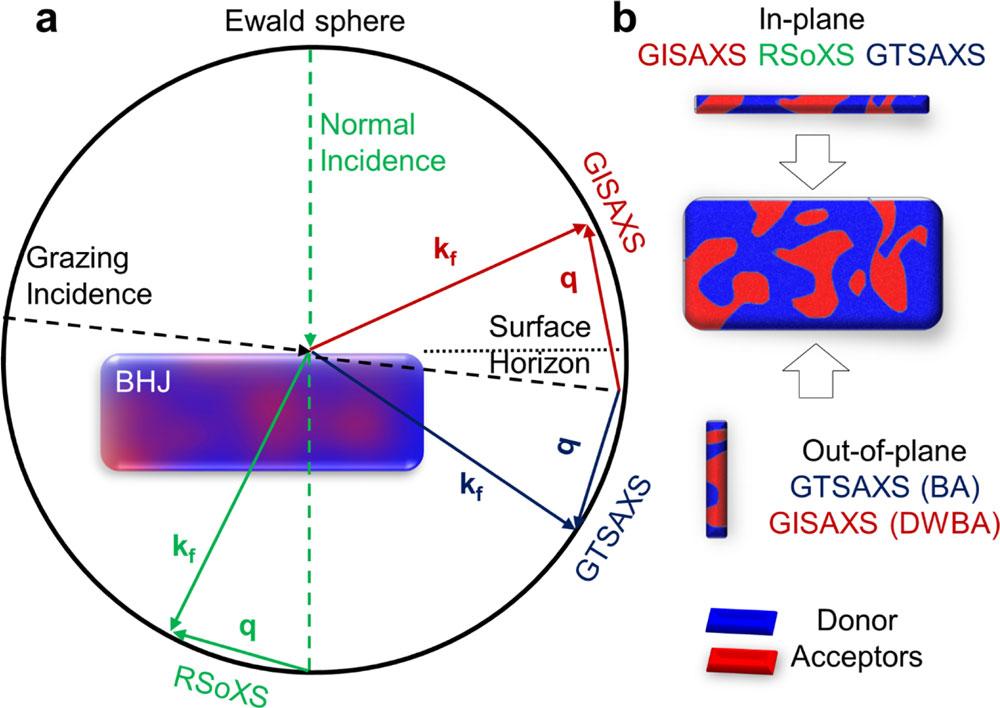 a
Ewald sphere
Normal
Incidence
GISAXS
Grazing
Incidence
kf
q
Surface
Horizon
BHJ
q
kf
GTSAXS
kf
q
RSoXS
b
In-plane
GISAXS RSoXS GTSAXS
Out-of-plane
GTSAXS (BA)
GISAXS (DWBA)
Donor
Acceptors